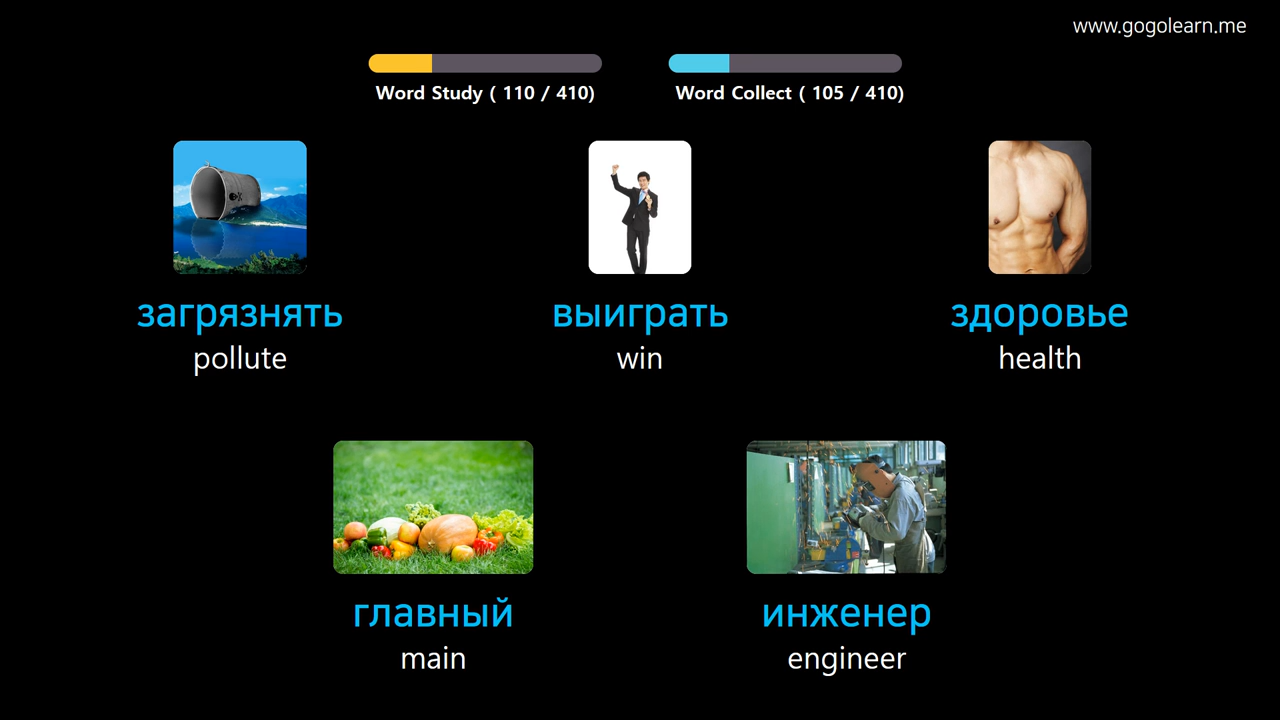 www.gogolearn.me
Word Study ( 110 / 410)
Word Collect ( 105 / 410)
загрязнять
pollute
выиграть
win
здоровье
health
главный
main
инженер
engineer